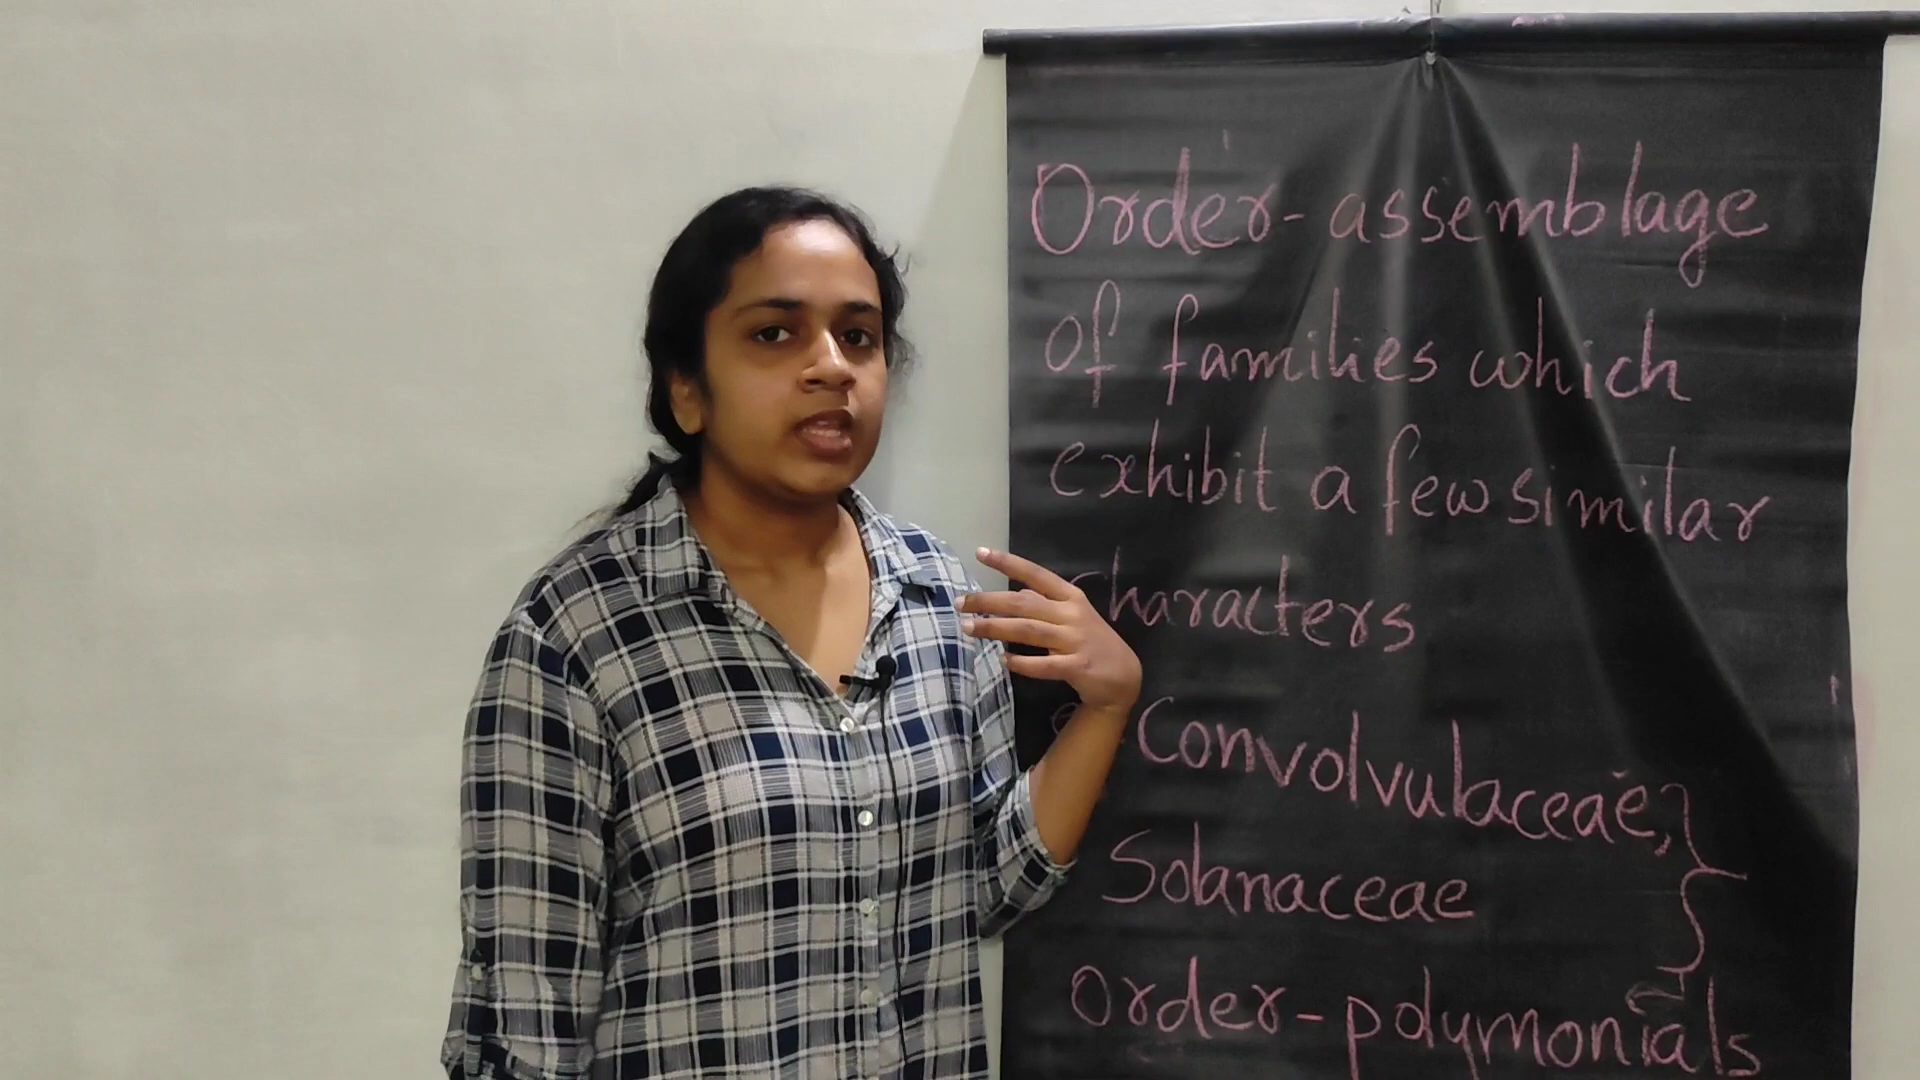 Order- assemblage
of families which
exhibit a few similar
characters
Convolvulaceae,
Solanaceae
Order-polymonials